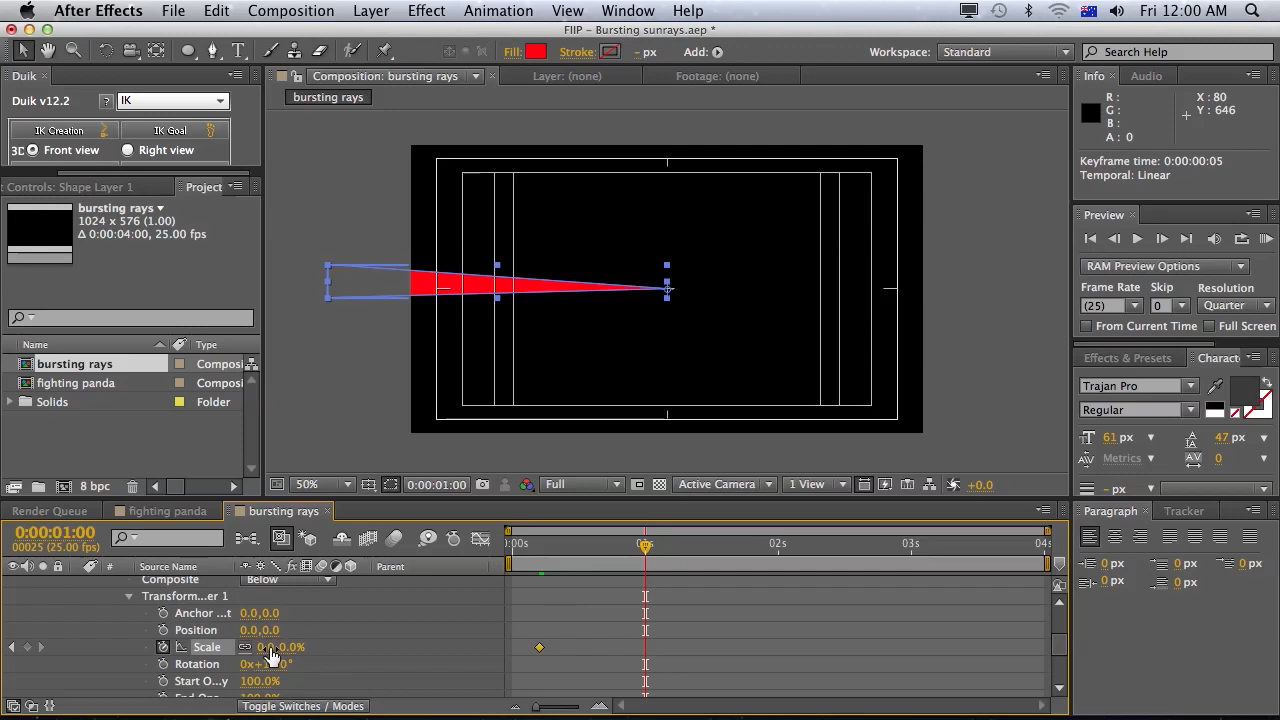 After Effects File Edit Composition Layer Effect Animation View Window Help Fri 12:00 AM
FIIP - Bursting sunrays.aep *
Fill: Stroke: - px Add: Workspace: Standard Search Help
Duik
Duik v12.2 ? IK
IK Creation IK Goal
3D Front view Right view
Controls: Shape Layer 1 Project
bursting rays
1024 x 576 (1.00)
Δ 0:00:04:00, 25.00 fps
Name Type
bursting rays Composi
fighting panda Composi
Solids Folder
8 bpc
Composition: bursting rays Layer: (none) Footage: (none)
bursting rays
50% 0:00:01:00 Full Active Camera 1 View +0.0
Info Audio
R : X : 80
G : Y : 646
B :
A : 0
Keyframe time: 0:00:00:05
Temporal: Linear
Preview
RAM Preview Options
Frame Rate Skip Resolution
(25) 0 Quarter
From Current Time Full Screen
Effects & Presets Charact
Trajan Pro
Regular
61 px 47 px
Metrics 0
- px
Paragraph Tracker
0 px 0 px 0 px
0 px 0 px
Render Queue fighting panda bursting rays
0:00:01:00
00025 (25.00 fps)
# Source Name Parent
:00s 02s 03s 04s
Composite Below
Transform...er 1
Anchor ...t 0.0,0.0
Position 0.0,0.0
Scale
Rotation
Start O...y 100.0%
Toggle Switches / Modes